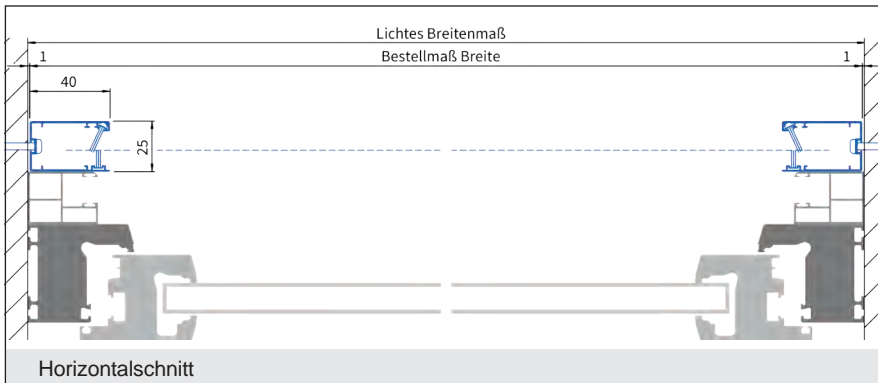 Lichtes Breitenmaß
1 Bestellmaß Breite 1
40
25
Horizontalschnitt